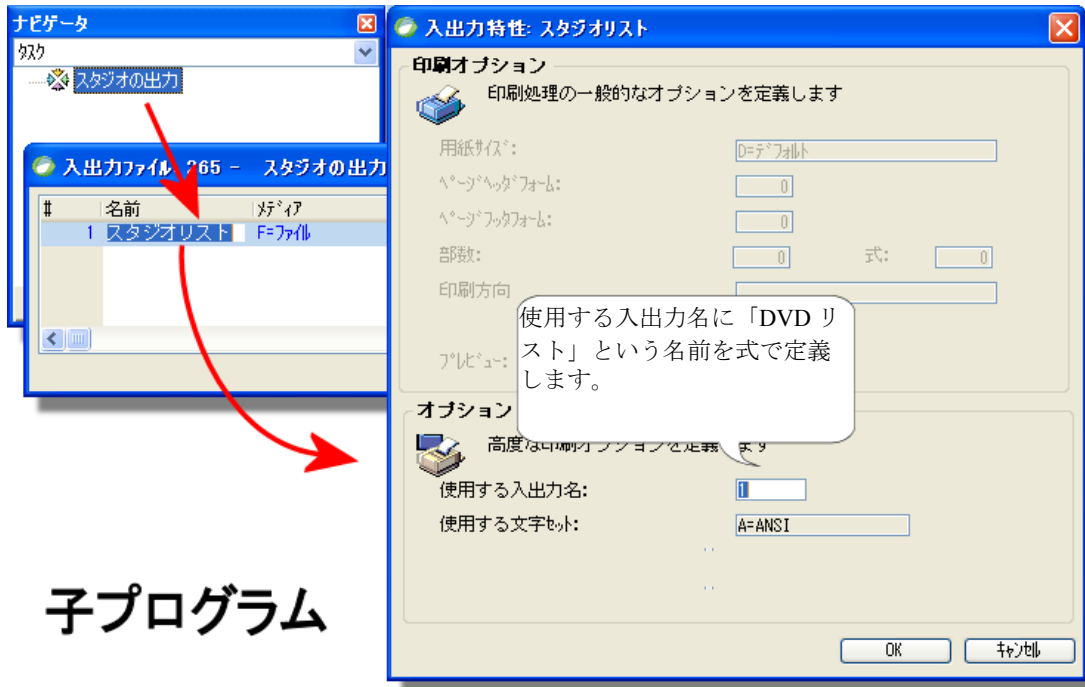 ナビゲータ
タスク
スタジオの出力
入出力ファイル 265 - スタジオの出力
# 名前 メディア
1 スタジオリスト F=ファイル
子プログラム
入出力特性: スタジオリスト
印刷オプション
印刷処理の一般的なオプションを定義します
用紙サイズ: D=デフォルト
ページヘッダフォーム: 0
ページフッタフォーム: 0
部数: 0 式: 0
印刷方向
プレビュー:
使用する入出力名に「DVD リ
スト」という名前を式で定義
します。
オプション
高度な印刷オプションを定義します
使用する入出力名: 1
使用する文字セット: A=ANSI
OK キャンセル